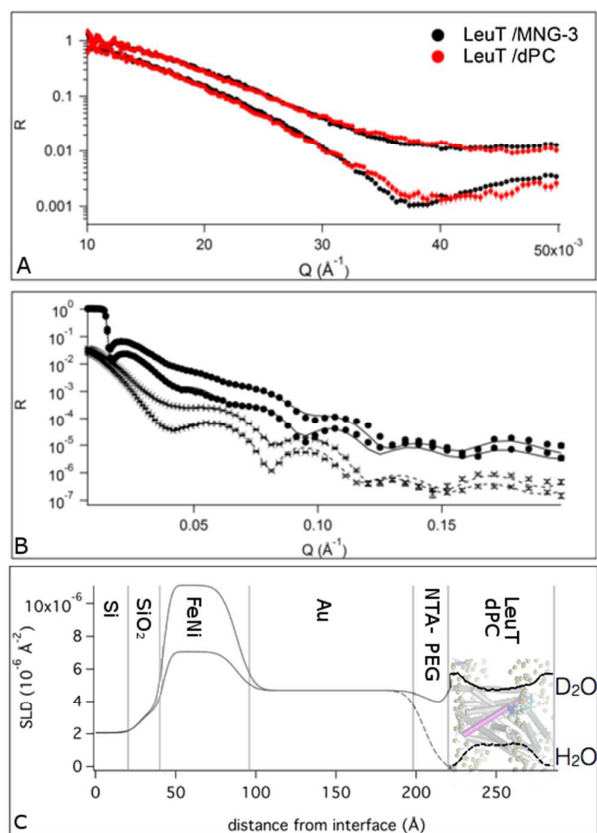 LeuT /MNG-3
LeuT /dPC
1
0.1
0.01
0.001
R
10
20
30
40
50x10⁻³
Q (Å⁻¹)
A
10⁰
10⁻¹
10⁻²
10⁻³
10⁻⁴
10⁻⁵
10⁻⁶
10⁻⁷
R
0.05
0.10
0.15
Q (Å⁻¹)
B
Si
SiO₂
FeNi
Au
NTA- PEG
LeuT
dPC
10x10⁻⁶
8
6
4
2
0
SLD (10⁻⁶ Å⁻²)
D₂O
H₂O
0
50
100
150
200
250
distance from interface (Å)
C